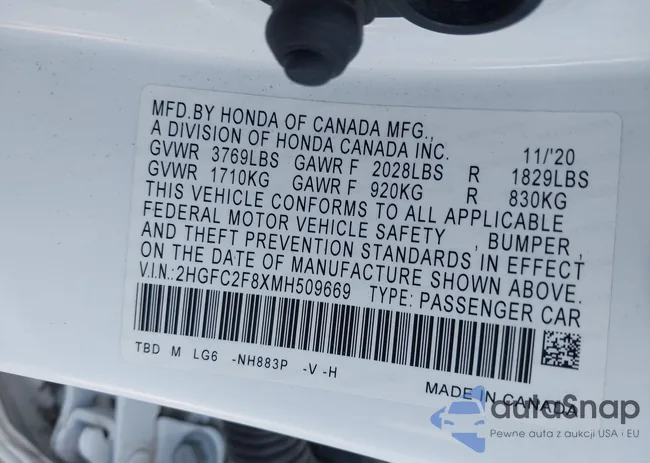 MFD.BY HONDA OF CANADA MFG.,
A DIVISION OF HONDA CANADA INC. 11/'20
GVWR 3769LBS GAWR F 2028LBS R 1829LBS
GVWR 1710KG GAWR F 920KG R 830KG
THIS VEHICLE CONFORMS TO ALL APPLICABLE
FEDERAL MOTOR VEHICLE SAFETY , BUMPER,
AND THEFT PREVENTION STANDARDS IN EFFECT
ON THE DATE OF MANUFACTURE SHOWN ABOVE.
V.I.N.:2HGFC2F8XMH509669 TYPE: PASSENGER CAR
TBD M LG6 -NH883P -V -H
MADE IN CANADA
autoSnap
Pewne auta z aukcji USA i EU